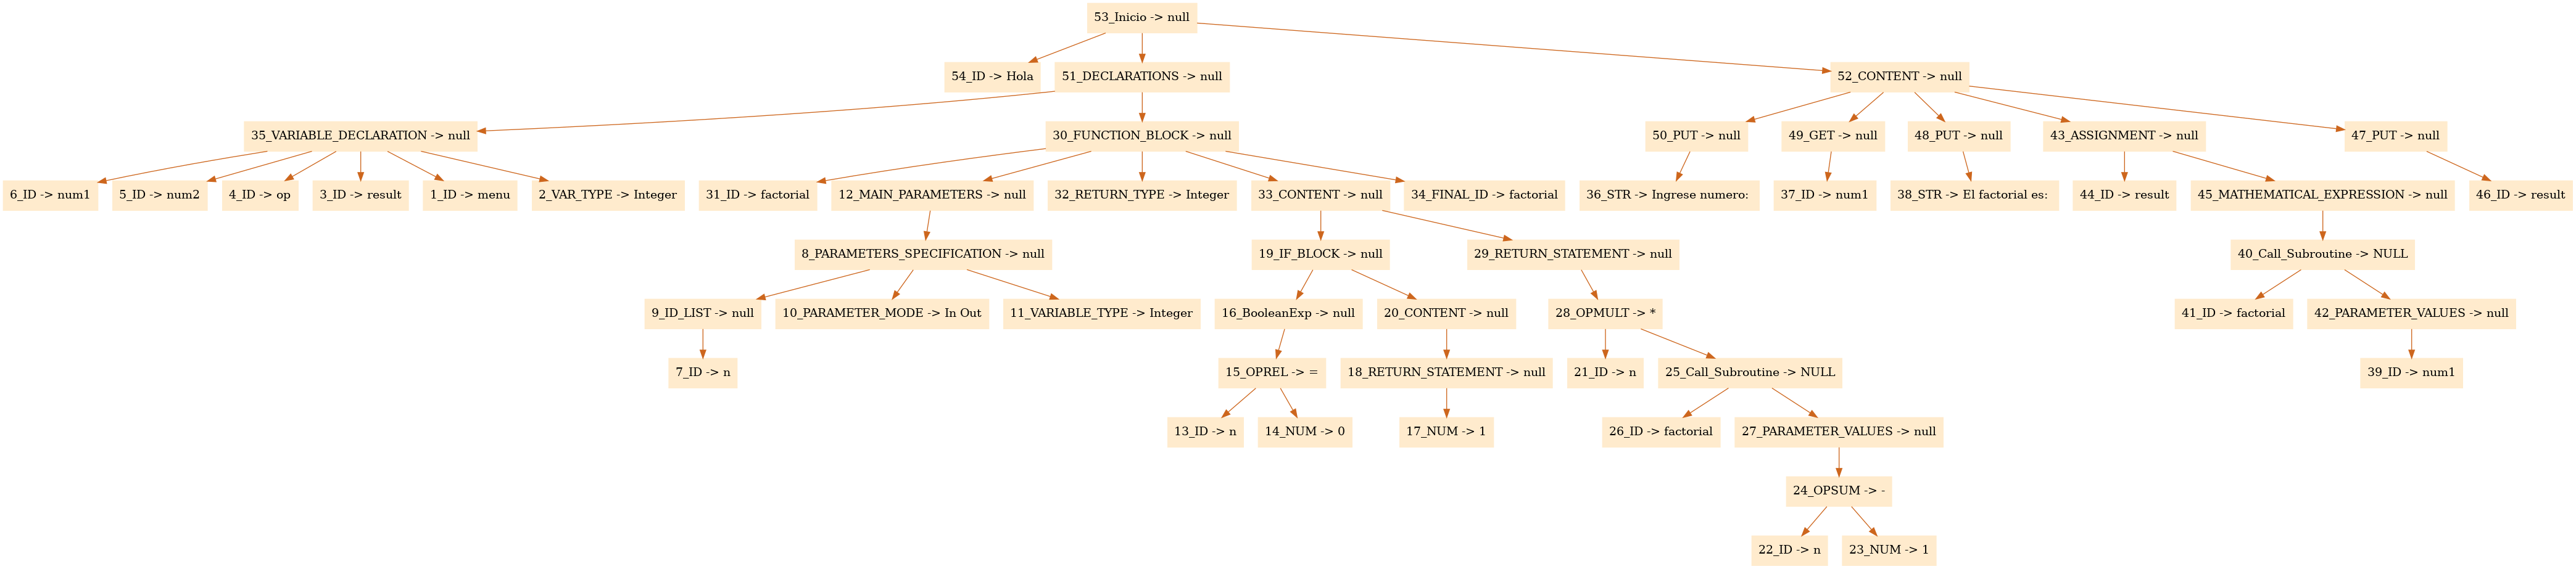 53_Inicio -> null
54_ID -> Hola
51_DECLARATIONS -> null
52_CONTENT -> null
35_VARIABLE_DECLARATION -> null
30_FUNCTION_BLOCK -> null
50_PUT -> null
49_GET -> null
48_PUT -> null
43_ASSIGNMENT -> null
47_PUT -> null
6_ID -> num1
5_ID -> num2
4_ID -> op
3_ID -> result
1_ID -> menu
2_VAR_TYPE -> Integer
31_ID -> factorial
12_MAIN_PARAMETERS -> null
32_RETURN_TYPE -> Integer
33_CONTENT -> null
34_FINAL_ID -> factorial
36_STR -> Ingrese numero:
37_ID -> num1
38_STR -> El factorial es:
44_ID -> result
45_MATHEMATICAL_EXPRESSION -> null
46_ID -> result
8_PARAMETERS_SPECIFICATION -> null
19_IF_BLOCK -> null
29_RETURN_STATEMENT -> null
40_Call_Subroutine -> NULL
9_ID_LIST -> null
10_PARAMETER_MODE -> In Out
11_VARIABLE_TYPE -> Integer
16_BooleanExp -> null
20_CONTENT -> null
28_OPMULT -> *
41_ID -> factorial
42_PARAMETER_VALUES -> null
7_ID -> n
15_OPREL -> =
18_RETURN_STATEMENT -> null
21_ID -> n
25_Call_Subroutine -> NULL
39_ID -> num1
13_ID -> n
14_NUM -> 0
17_NUM -> 1
26_ID -> factorial
27_PARAMETER_VALUES -> null
24_OPSUM -> -
22_ID -> n
23_NUM -> 1